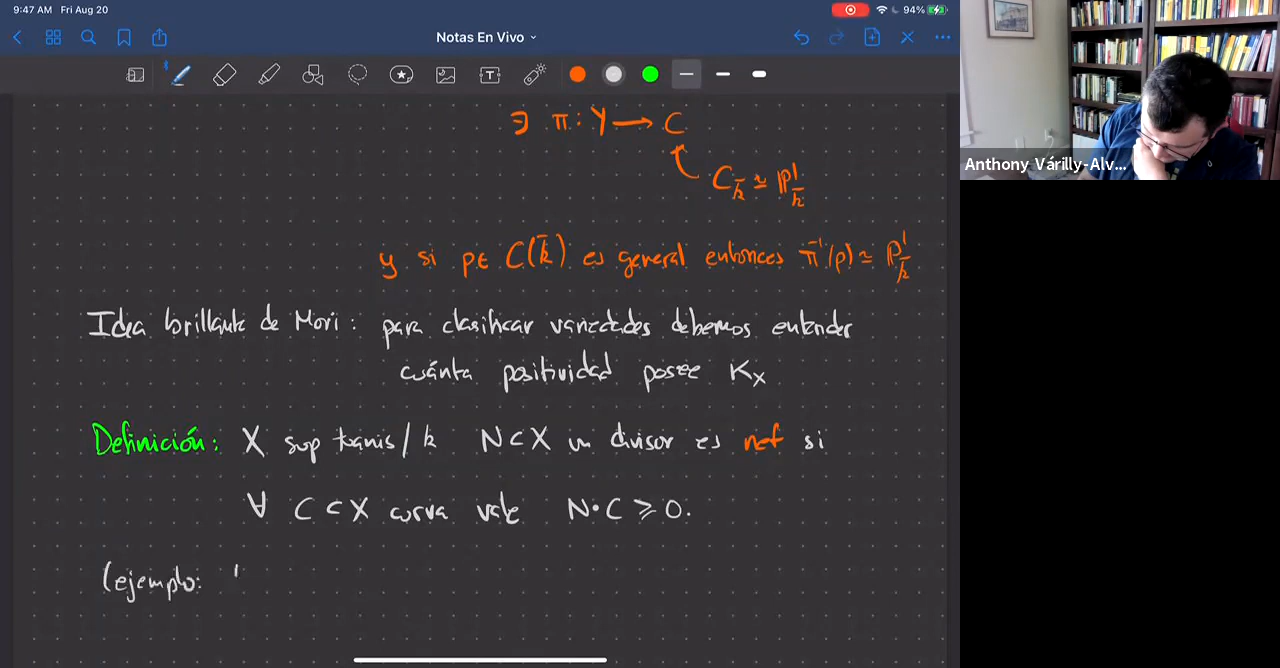 9:47 AM Fri Aug 20
94%
Notas En Vivo
∃ π: Y → C
C_k̄ ≃ ℙ¹_k̄
y si p ∈ C(k̄) es general entonces π⁻¹(p) ≃ ℙ¹_k̄
Idea brillante de Mori: para clasificar variedades debemos entender
cuánta positividad posee K_X
Definición: X sup tranis/k N ⊂ X un divisor es nef si
∀ C ⊂ X curva vale N·C ≥ 0.
(ejemplo:
Anthony Várilly-Alv...